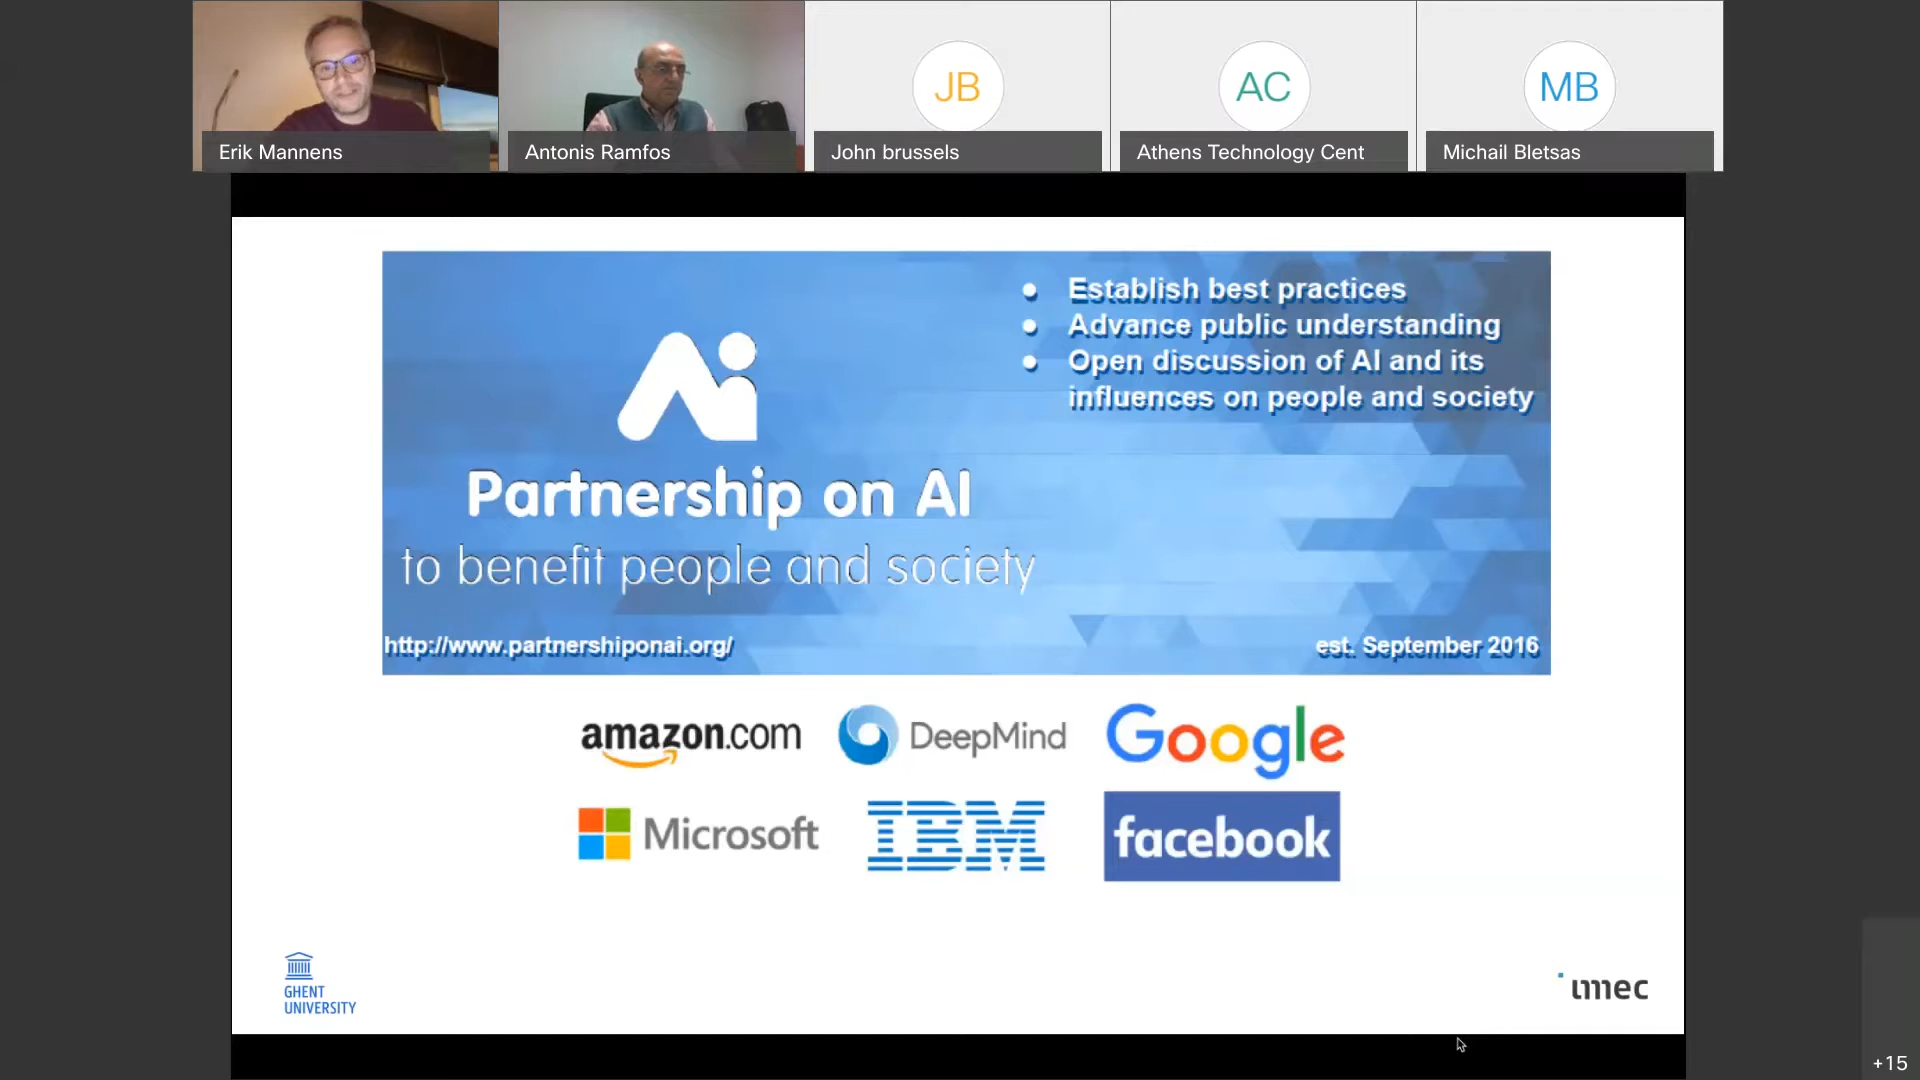 JB
AC
MB
Erik Mannens
Antonis Ramfos
John brussels
Athens Technology Cent
Michail Bletsas
● Establish best practices
● Advance public understanding
● Open discussion of AI and its
influences on people and society
Ai
Partnership on AI
to benefit people and society
http://www.partnershiponai.org/
est. September 2016
amazon.com
DeepMind
Google
Microsoft
IBM
facebook
GHENT
UNIVERSITY
imec
+15